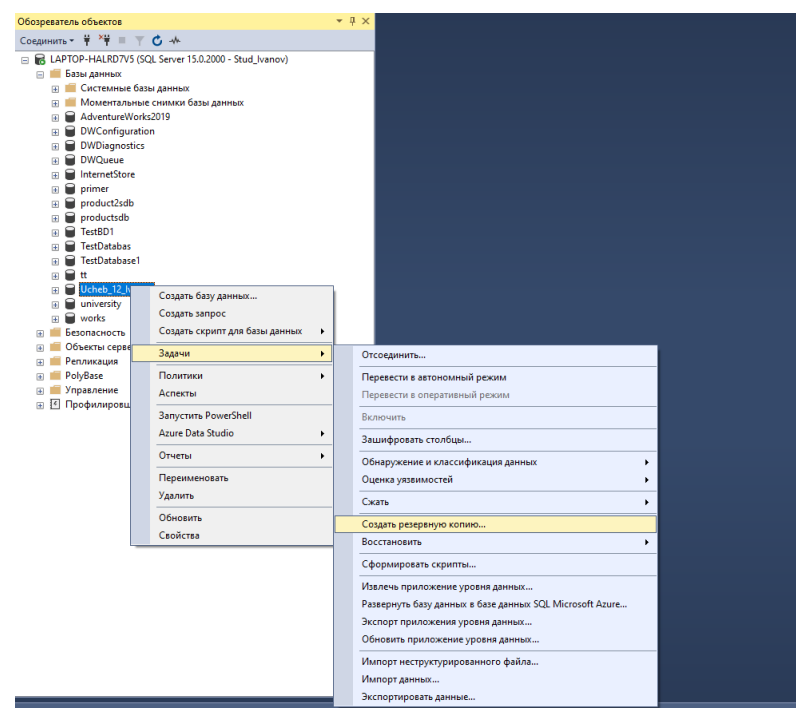 Обозреватель объектов
Соединить
LAPTOP-HALRD7V5 (SQL Server 15.0.2000 - Stud_Ivanov)
Базы данных
Системные базы данных
Моментальные снимки базы данных
AdventureWorks2019
DWConfiguration
DWDiagnostics
DWQueue
InternetStore
primer
product2sdb
productsdb
TestBD1
TestDatabas
TestDatabase1
tt
Ucheb_12_
university
works
Безопасность
Объекты серве
Репликация
PolyBase
Управление
Профилировщ
Создать базу данных...
Создать запрос
Создать скрипт для базы данных
Задачи
Политики
Аспекты
Запустить PowerShell
Azure Data Studio
Отчеты
Переименовать
Удалить
Обновить
Свойства
Отсоединить...
Перевести в автономный режим
Перевести в оперативный режим
Включить
Зашифровать столбцы...
Обнаружение и классификация данных
Оценка уязвимостей
Сжать
Создать резервную копию...
Восстановить
Сформировать скрипты...
Извлечь приложение уровня данных...
Развернуть базу данных в базе данных SQL Microsoft Azure...
Экспорт приложения уровня данных...
Обновить приложение уровня данных...
Импорт неструктурированного файла...
Импорт данных...
Экспортировать данные...